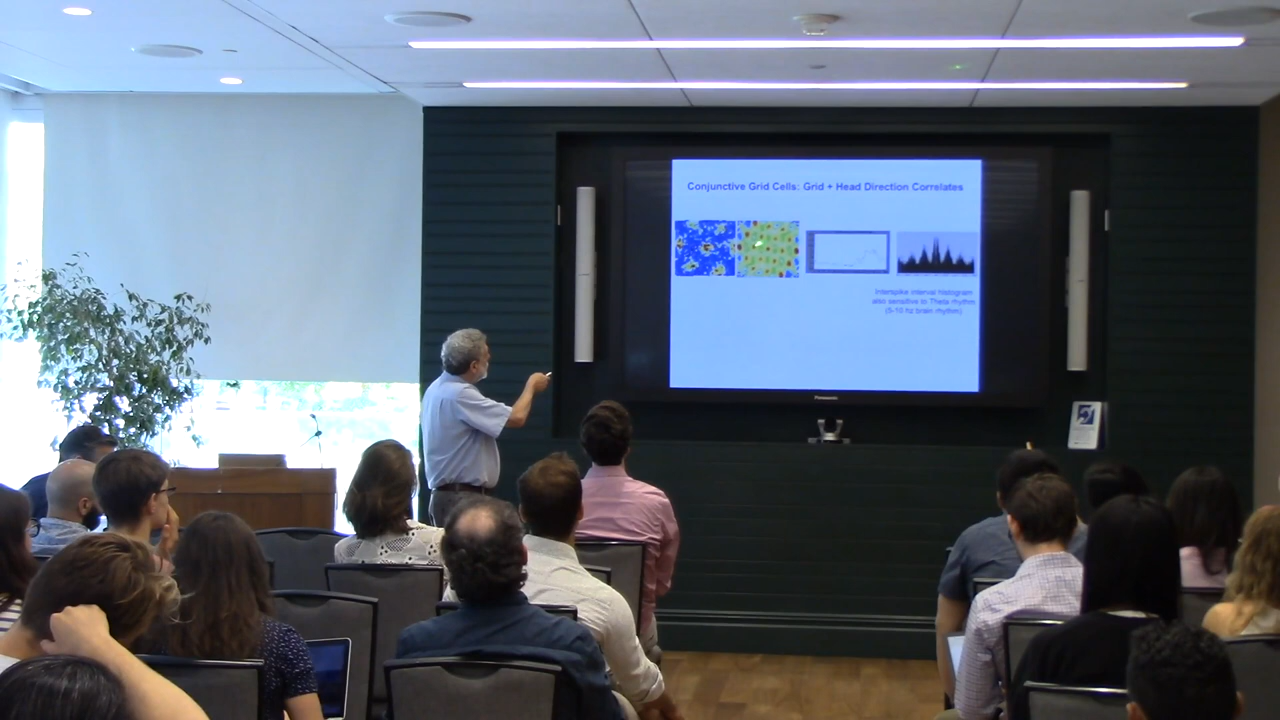 Conjunctive Grid Cells: Grid + Head Direction Correlates
Interspike interval histogram
also sensitive to Theta rhythm
(5-10 hz brain rhythm)
Panasonic